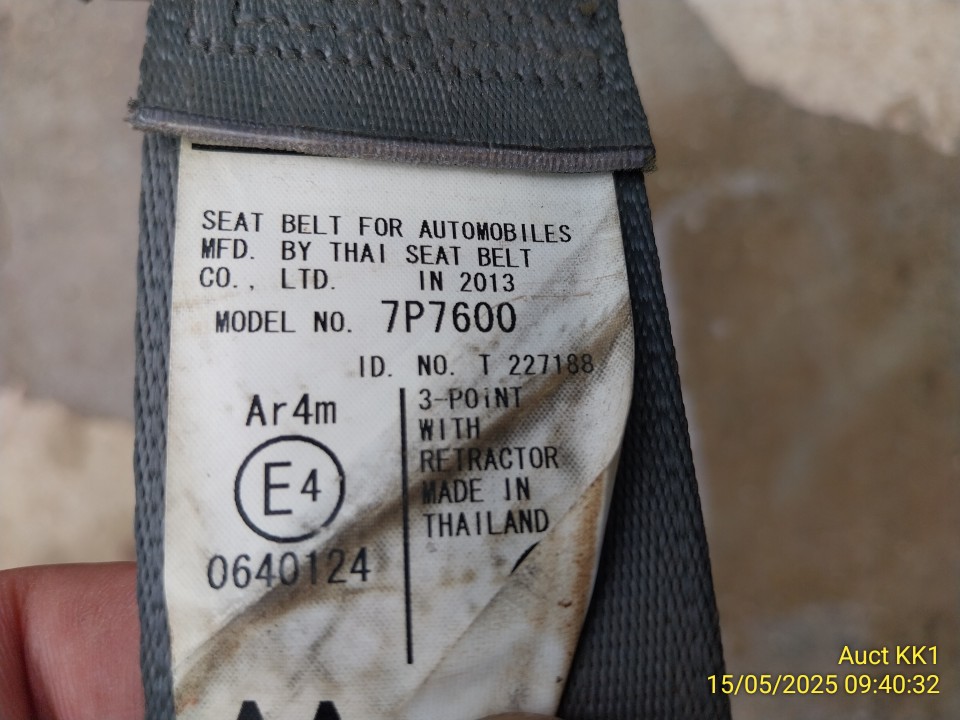 SEAT BELT FOR AUTOMOBILES
MFD. BY THAI SEAT BELT
CO., LTD. IN 2013
MODEL NO. 7P7600
ID. NO. T 227188
Ar4m
E4
0640124
3-POiNT
WITH
RETRACTOR
MADE IN
THAILAND
Auct KK1
15/05/2025 09:40:32